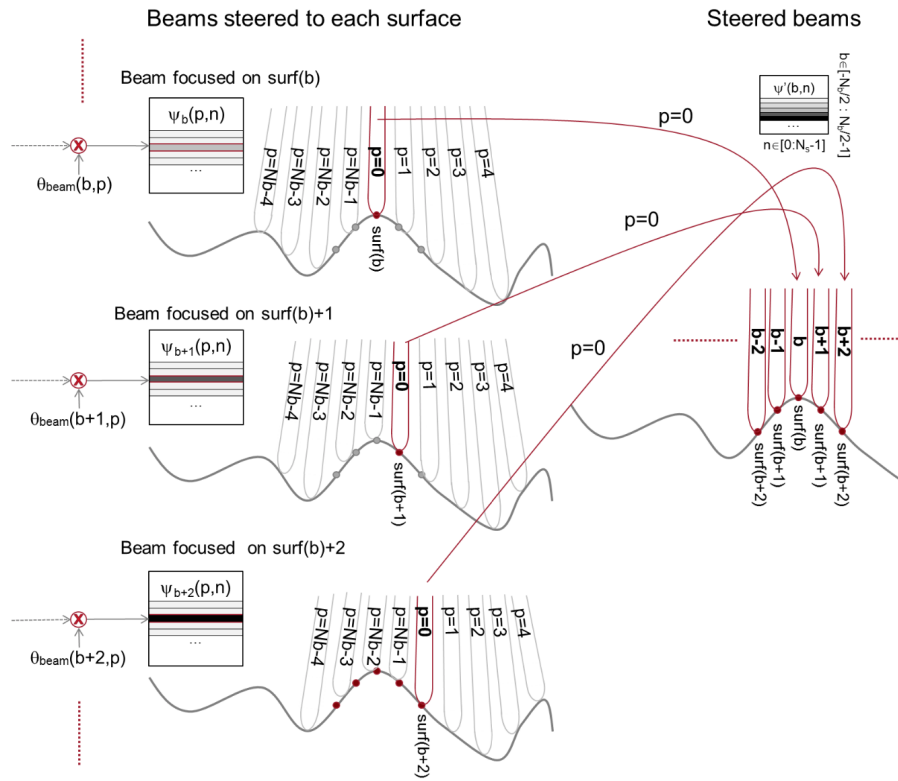 Beams steered to each surface
Steered beams
Beam focused on surf(b)
ψb(p,n)
...
X
θbeam(b,p)
p=Nb-4
p=Nb-3
p=Nb-2
p=Nb-1
p=0
p=1
p=2
p=3
p=4
surf(b)
p=0
ψ'(b,n)
...
b∈[-Nb/2 : Nb/2-1]
n∈[0:Ns-1]
Beam focused on surf(b)+1
ψb+1(p,n)
...
X
θbeam(b+1,p)
p=Nb-4
p=Nb-3
p=Nb-2
p=Nb-1
p=0
p=1
p=2
p=3
p=4
surf(b+1)
p=0
p=0
b-2
b-1
b
b+1
b+2
surf(b+2)
surf(b+1)
surf(b)
surf(b+1)
surf(b+2)
Beam focused on surf(b)+2
ψb+2(p,n)
...
X
θbeam(b+2,p)
p=Nb-4
p=Nb-3
p=Nb-2
p=Nb-1
p=0
p=1
p=2
p=3
p=4
surf(b+2)